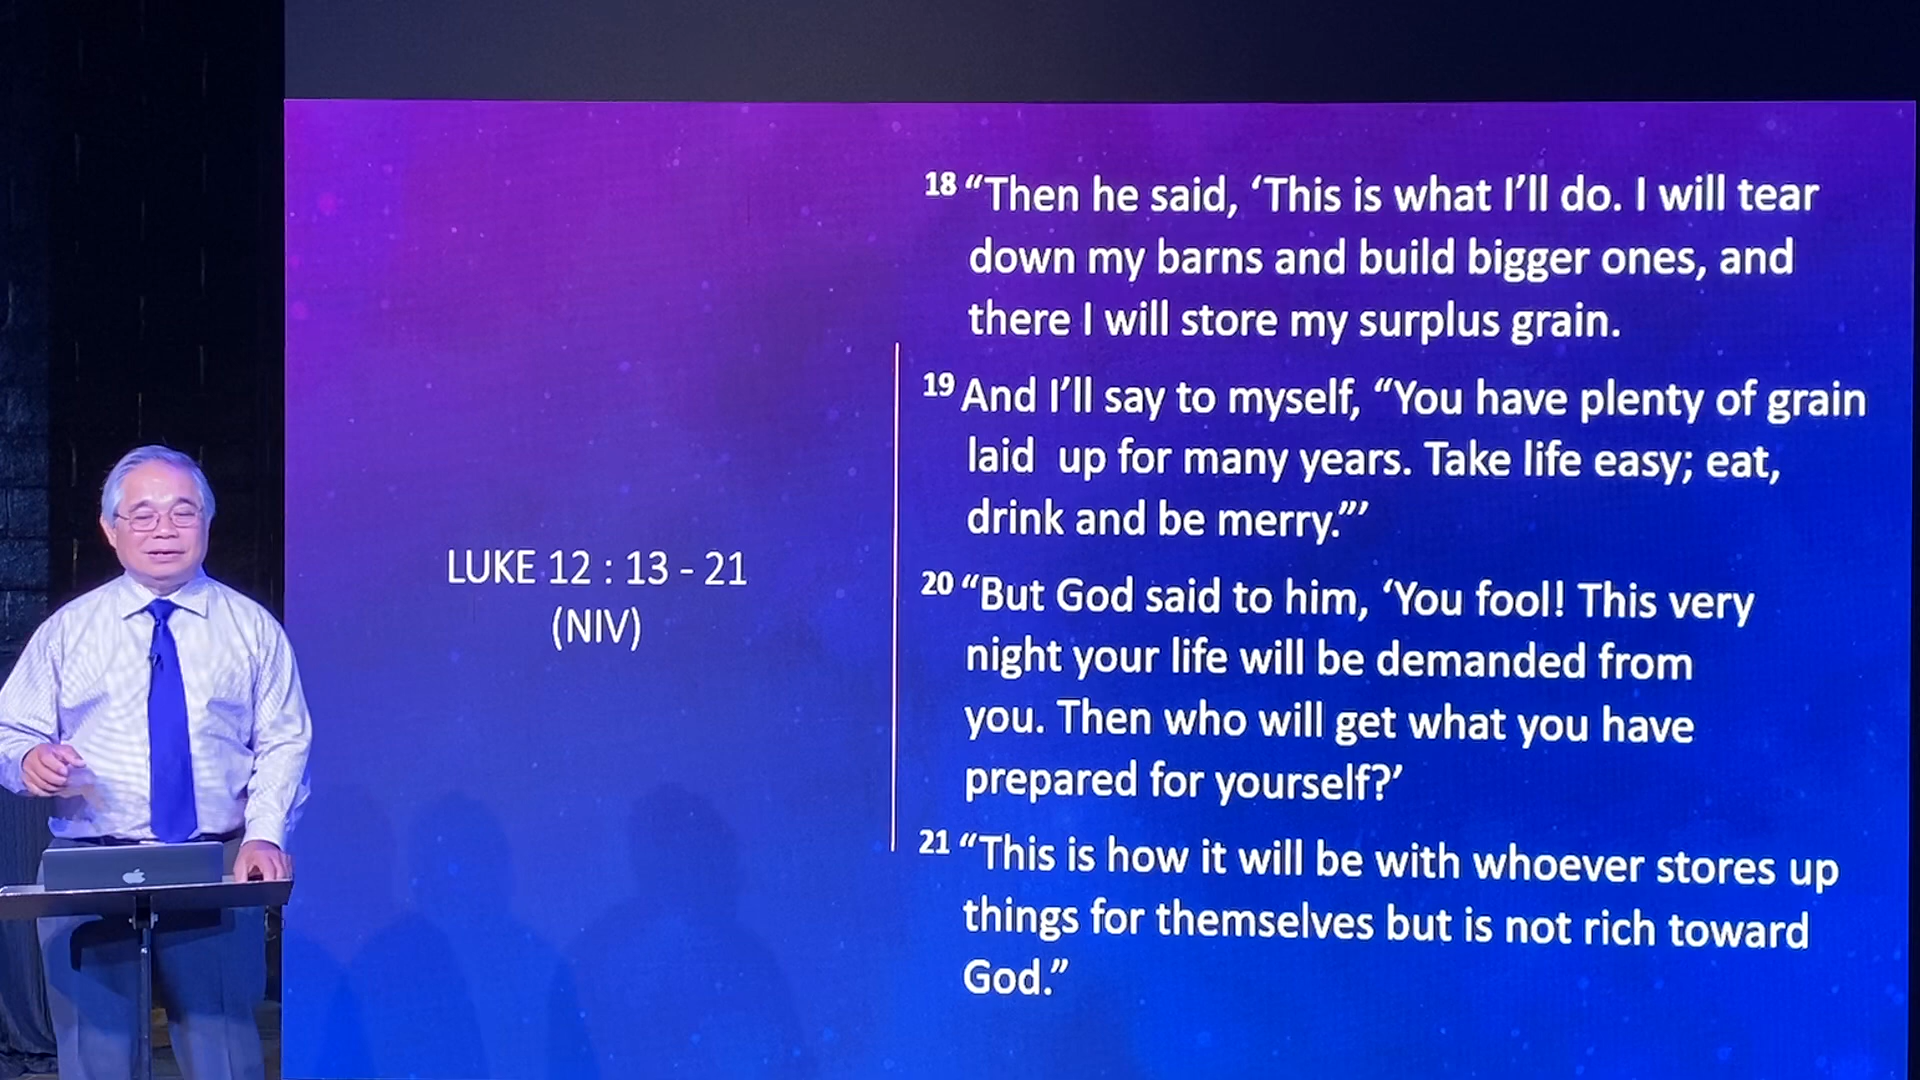 LUKE 12 : 13 - 21
(NIV)
18 “Then he said, ‘This is what I’ll do. I will tear
down my barns and build bigger ones, and
there I will store my surplus grain.
19 And I’ll say to myself, “You have plenty of grain
laid  up for many years. Take life easy; eat,
drink and be merry.”’
20 “But God said to him, ‘You fool! This very
night your life will be demanded from
you. Then who will get what you have
prepared for yourself?’
21 “This is how it will be with whoever stores up
things for themselves but is not rich toward
God.”